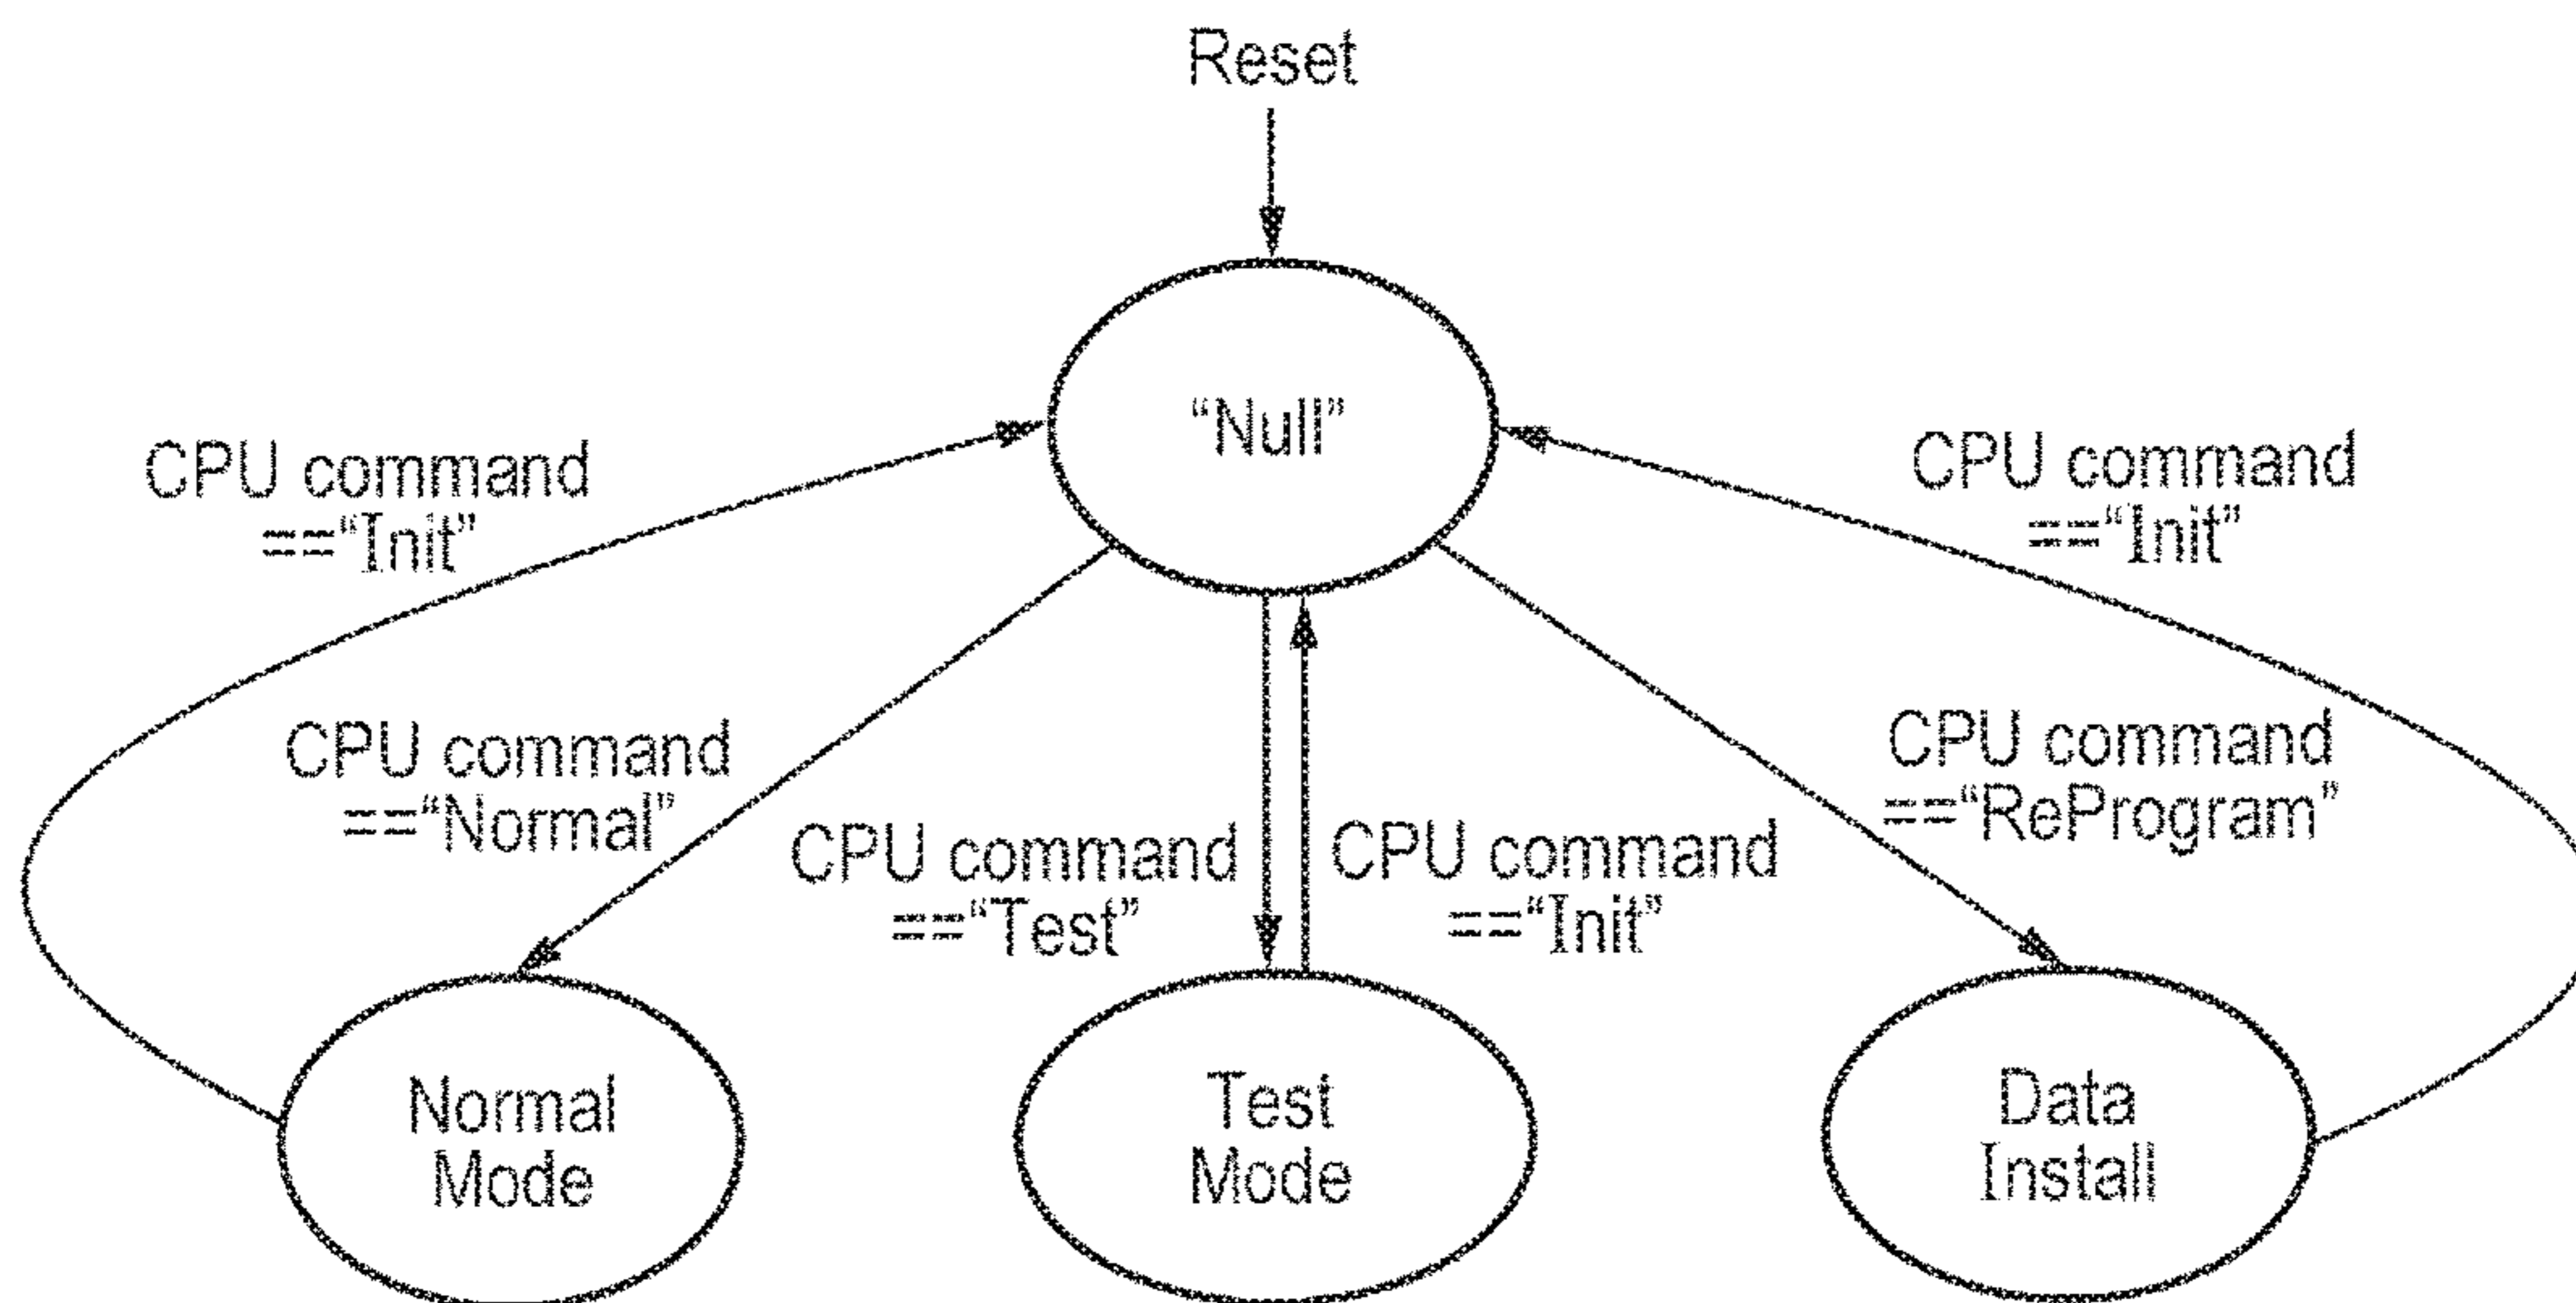 Reset
“Null”
CPU command
==“Init”
CPU command
==“Init”
CPU command
==“Normal”
CPU command
==“Test”
CPU command
==“Init”
CPU command
==“ReProgram”
Normal
Mode
Test
Mode
Data
Install